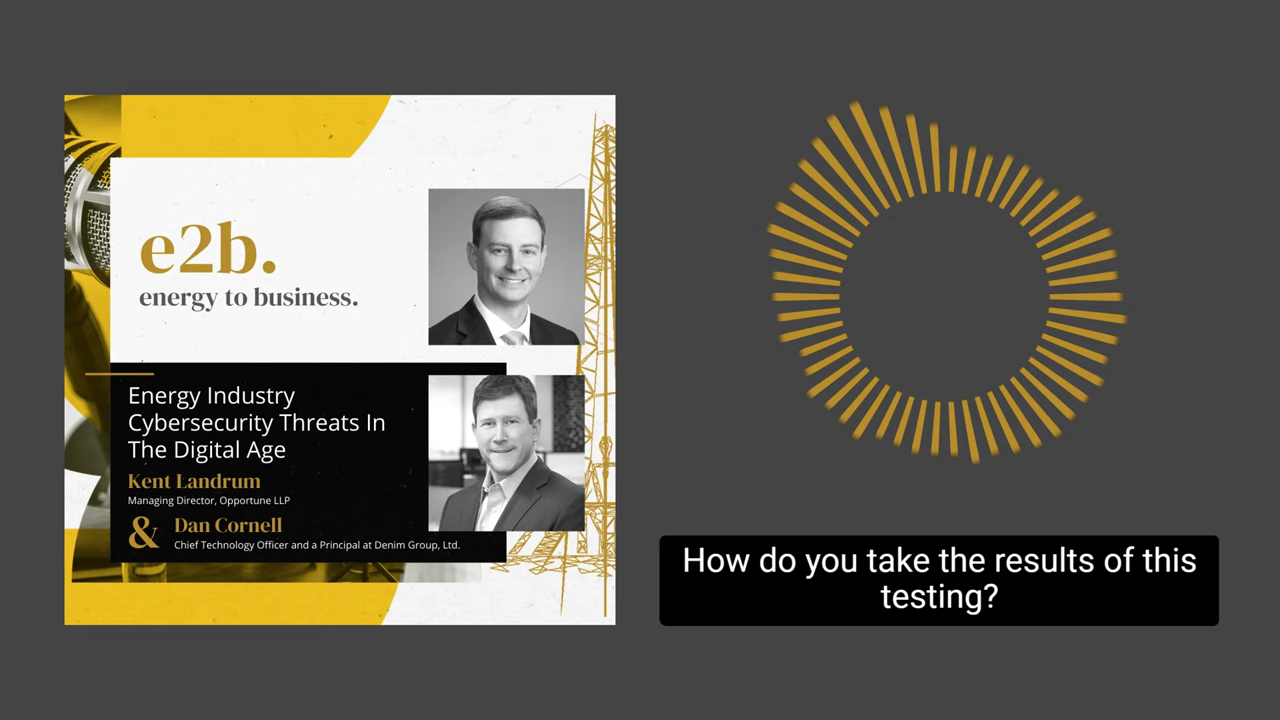 e2b.
energy to business.
Energy Industry
Cybersecurity Threats In
The Digital Age
Kent Landrum
Managing Director, Opportune LLP
& Dan Cornell
Chief Technology Officer and a Principal at Denim Group, Ltd.
How do you take the results of this
testing?